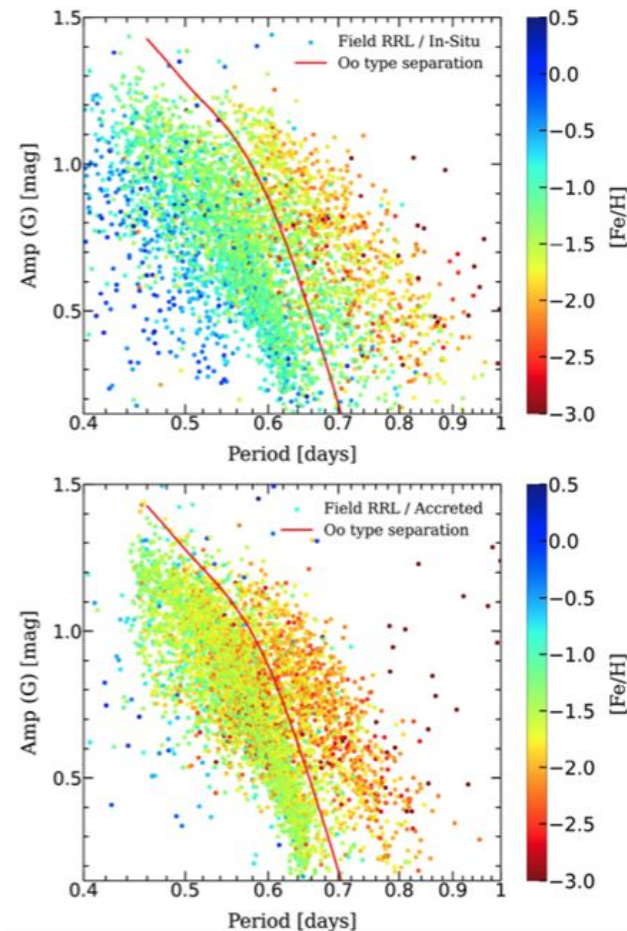 1.5
Field RRL / In-Situ
Oo type separation
1.0
0.5
Amp (G) [mag]
0.4 0.5 0.6 0.7 0.8 0.9 1
Period [days]
0.5
0.0
−0.5
−1.0
−1.5
−2.0
−2.5
−3.0
[Fe/H]
1.5
Field RRL / Accreted
Oo type separation
1.0
0.5
Amp (G) [mag]
0.4 0.5 0.6 0.7 0.8 0.9 1
Period [days]
0.5
0.0
−0.5
−1.0
−1.5
−2.0
−2.5
−3.0
[Fe/H]